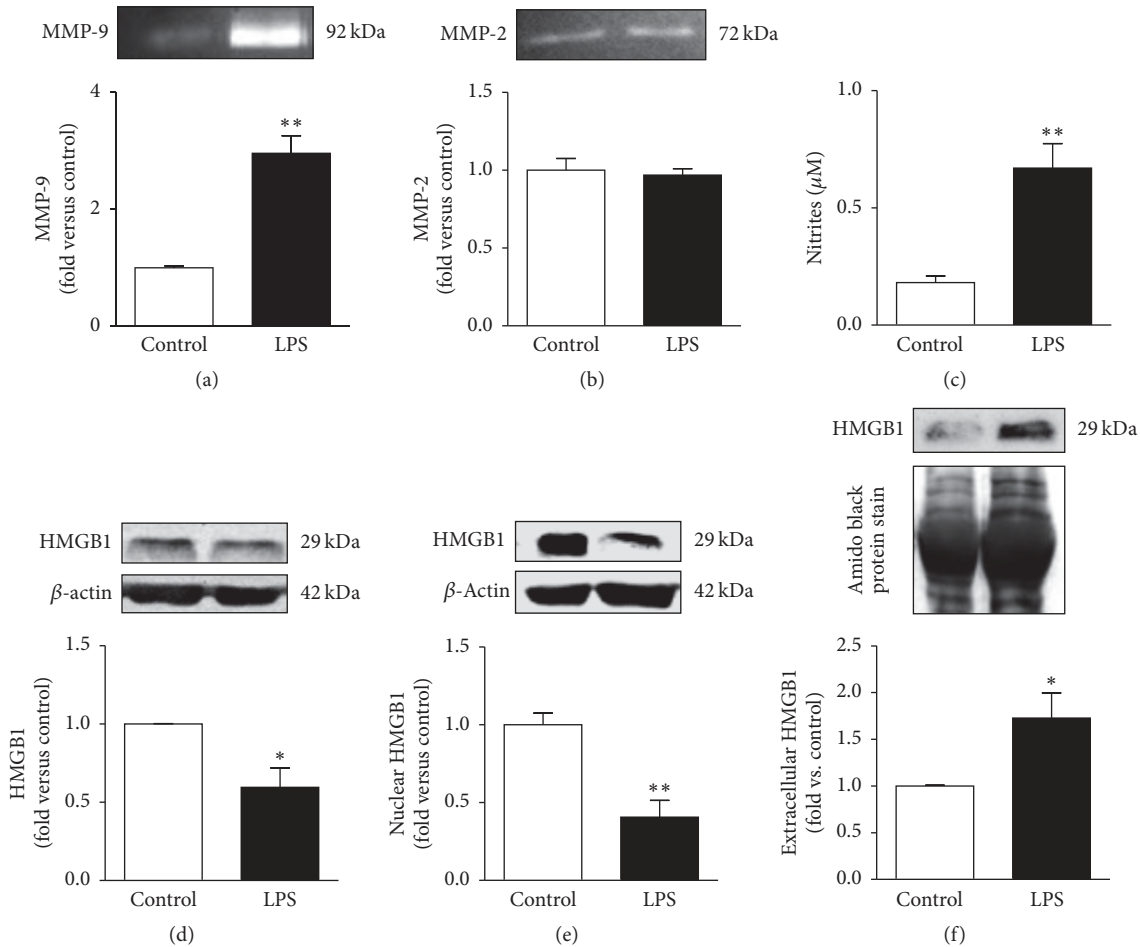 MMP-9
92 kDa
MMP-9
(fold versus control)
4
2
0
**
Control
LPS
(a)
MMP-2
72 kDa
MMP-2
(fold versus control)
1.5
1.0
0.5
0.0
Control
LPS
(b)
Nitrites (μM)
1.0
0.5
0.0
**
Control
LPS
(c)
HMGB1
29 kDa
β-actin
42 kDa
HMGB1
(fold versus control)
1.5
1.0
0.5
0.0
*
Control
LPS
(d)
HMGB1
29 kDa
β-Actin
42 kDa
Nuclear HMGB1
(fold versus control)
1.5
1.0
0.5
0.0
**
Control
LPS
(e)
HMGB1
29 kDa
Amido black
protein stain
Extracellular HMGB1
(fold vs. control)
2.5
2.0
1.5
1.0
0.5
0.0
*
Control
LPS
(f)